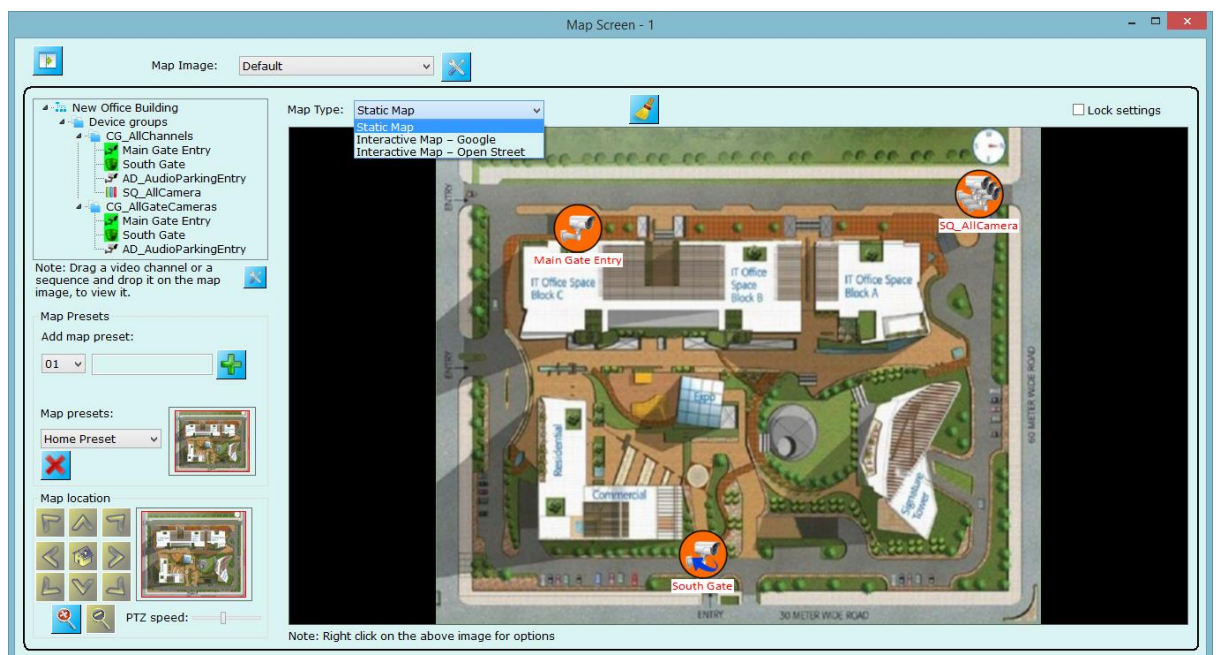 Map Screen - 1
Map Image: Default
New Office Building
Device groups
CG_AllChannels
Main Gate Entry
South Gate
AD_AudioParkingEntry
SQ_AllCamera
CG_AllGateCameras
Main Gate Entry
South Gate
AD_AudioParkingEntry
Note: Drag a video channel or a
sequence and drop it on the map
image, to view it.
Map Presets
Add map preset:
01
Map presets:
Home Preset
Map location
PTZ speed:
Map Type: Static Map
Static Map
Interactive Map – Google
Interactive Map – Open Street
Lock settings
ENTRY
SQ_AllCamera
Main Gate Entry
IT Office Space
Block C
IT Office
Space
Block B
IT Office Space
Block A
ENTRY
60 METER WIDE ROAD
Expo
Residential
Commercial
Signature
Tower
South Gate
ENTRY
30 METER WIDE ROAD
Note: Right click on the above image for options